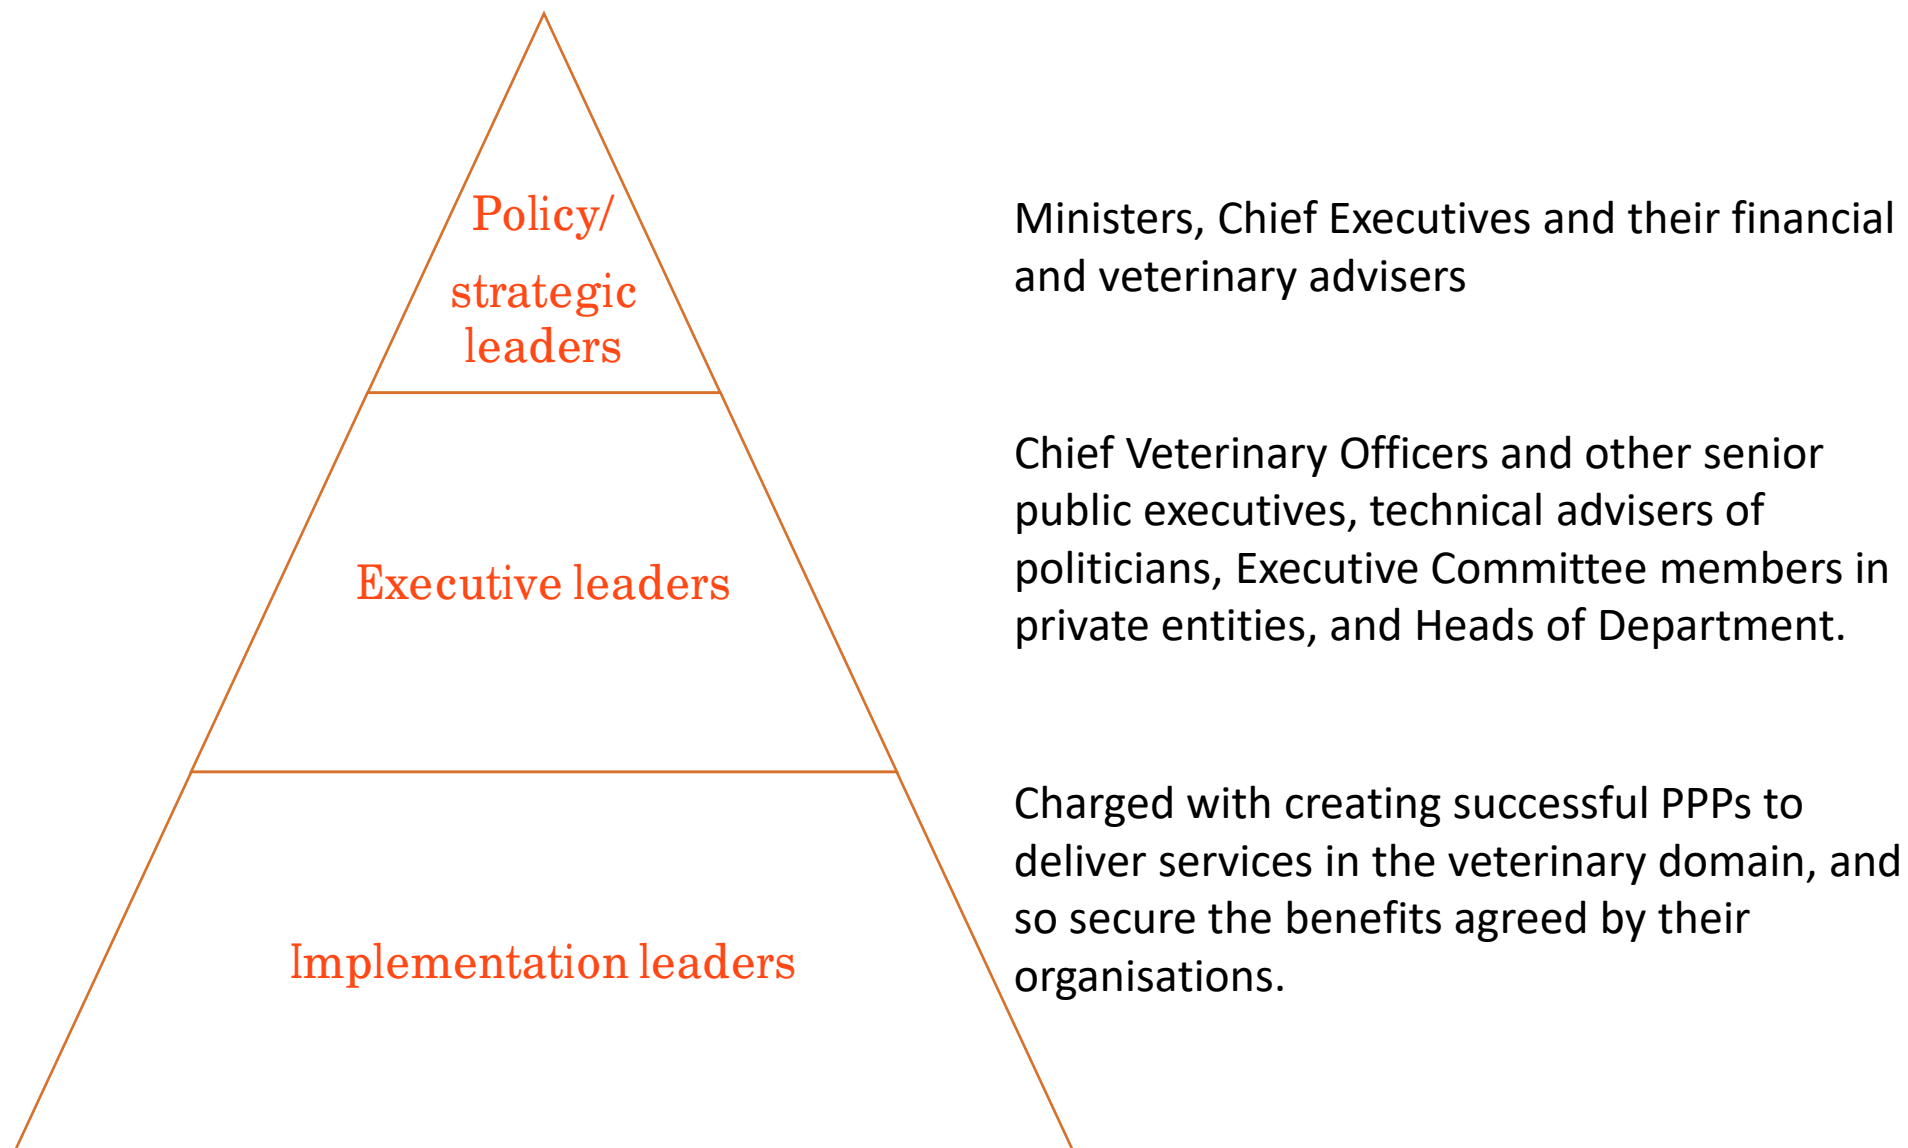 Policy/
strategic
leaders
Ministers, Chief Executives and their financial
and veterinary advisers
Executive leaders
Chief Veterinary Officers and other senior
public executives, technical advisers of
politicians, Executive Committee members in
private entities, and Heads of Department.
Implementation leaders
Charged with creating successful PPPs to
deliver services in the veterinary domain, and
so secure the benefits agreed by their
organisations.